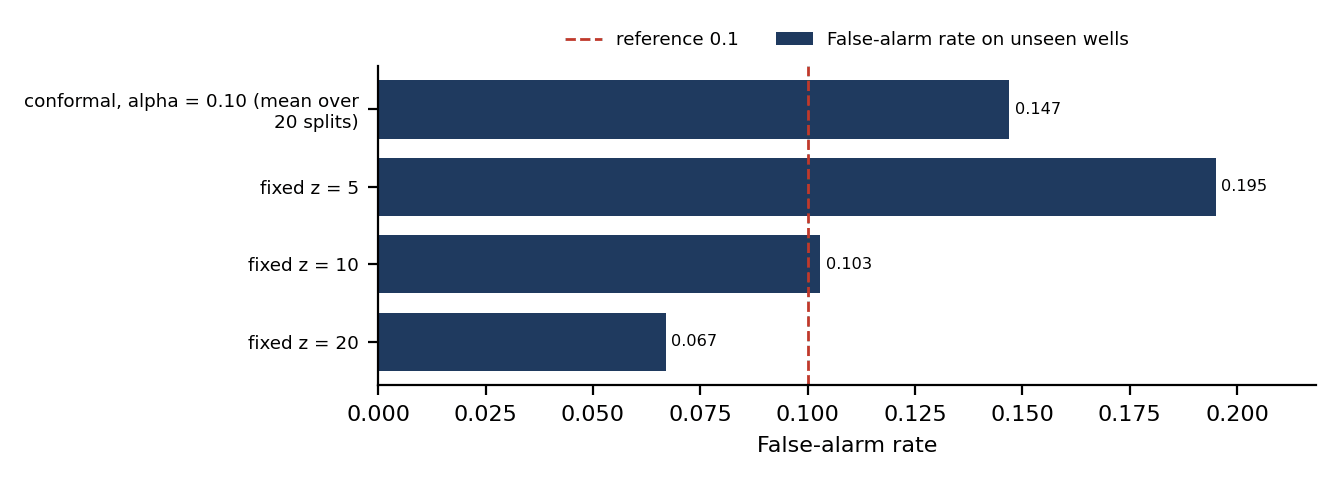 reference 0.1
False-alarm rate on unseen wells
conformal, alpha = 0.10 (mean over
20 splits)
0.147
fixed z = 5
0.195
fixed z = 10
0.103
fixed z = 20
0.067
0.000 0.025 0.050 0.075 0.100 0.125 0.150 0.175 0.200
False-alarm rate